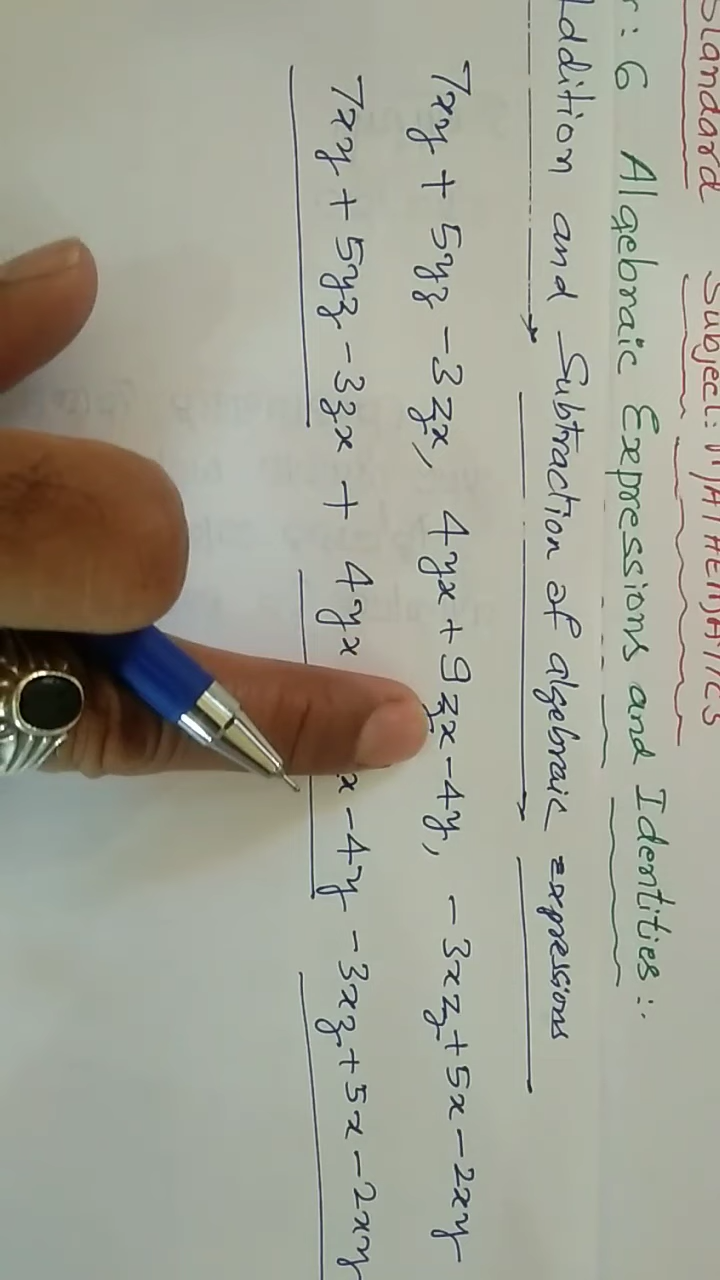 Standard Subject: MATHEMATICS
r: 6 Algebraic Expressions and Identities:.
Addition and Subtraction of algebraic expressions
7xy + 5yz - 3zx, 4yx + 9zx - 4y, - 3xz + 5x - 2xy
7xy + 5yz - 3zx + 4yx x - 4y - 3xz + 5x - 2xy